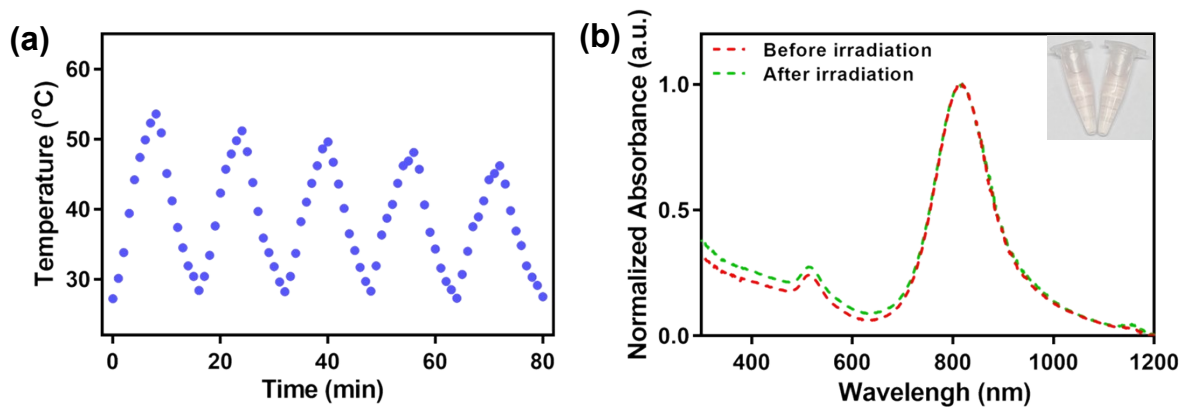 (a)
Temperature (°C)
60
50
40
30
0
20
40
60
80
Time (min)
(b)
Normalized Absorbance (a.u.)
Before irradiation
After irradiation
1.0
0.5
0.0
400
600
800
1000
1200
Wavelengh (nm)